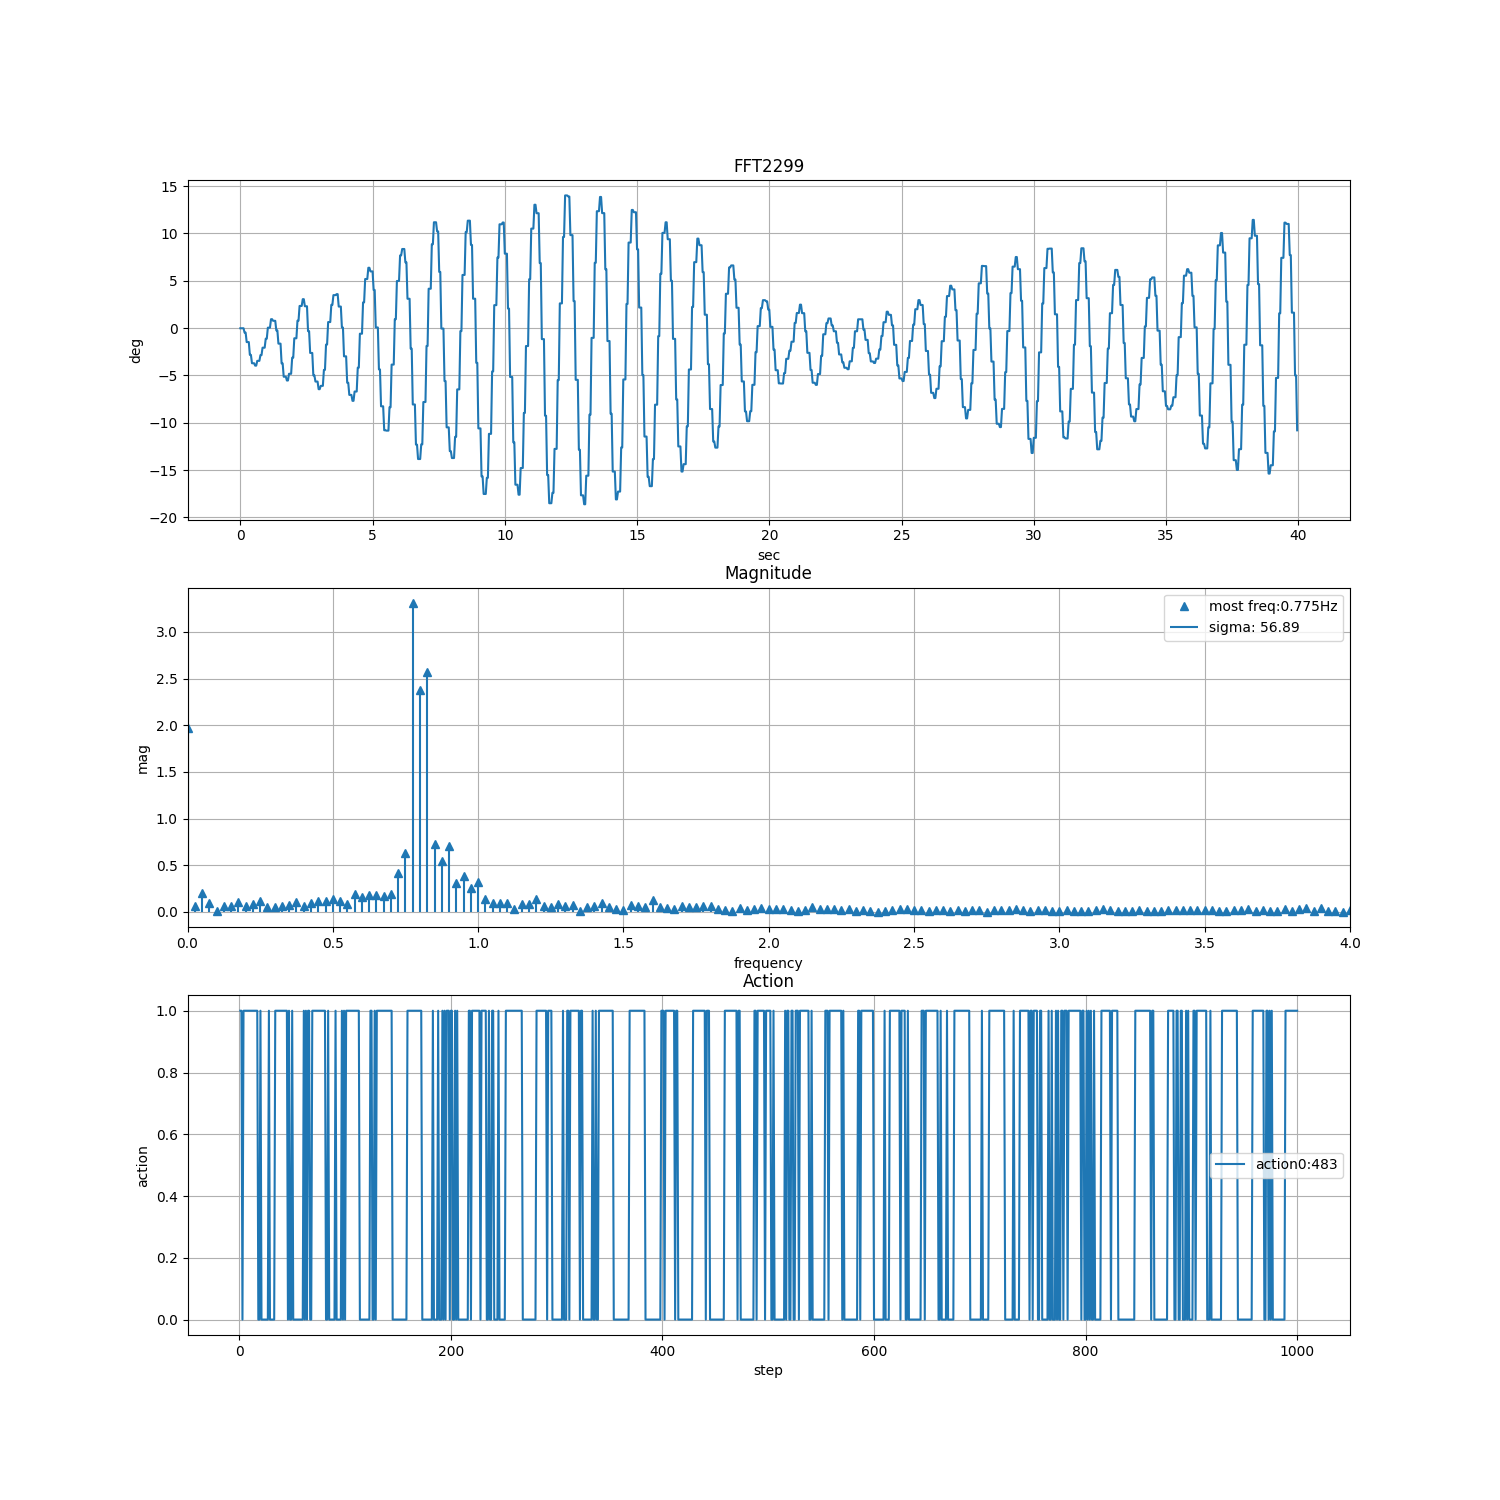 FFT2299
15
10
5
0
−5
−10
−15
−20
deg
0 5 10 15 20 25 30 35 40
sec
Magnitude
most freq:0.775Hz
sigma: 56.89
3.0
2.5
2.0
1.5
1.0
0.5
0.0
mag
0.0 0.5 1.0 1.5 2.0 2.5 3.0 3.5 4.0
frequency
Action
1.0
0.8
0.6
0.4
0.2
0.0
action
action0:483
0 200 400 600 800 1000
step